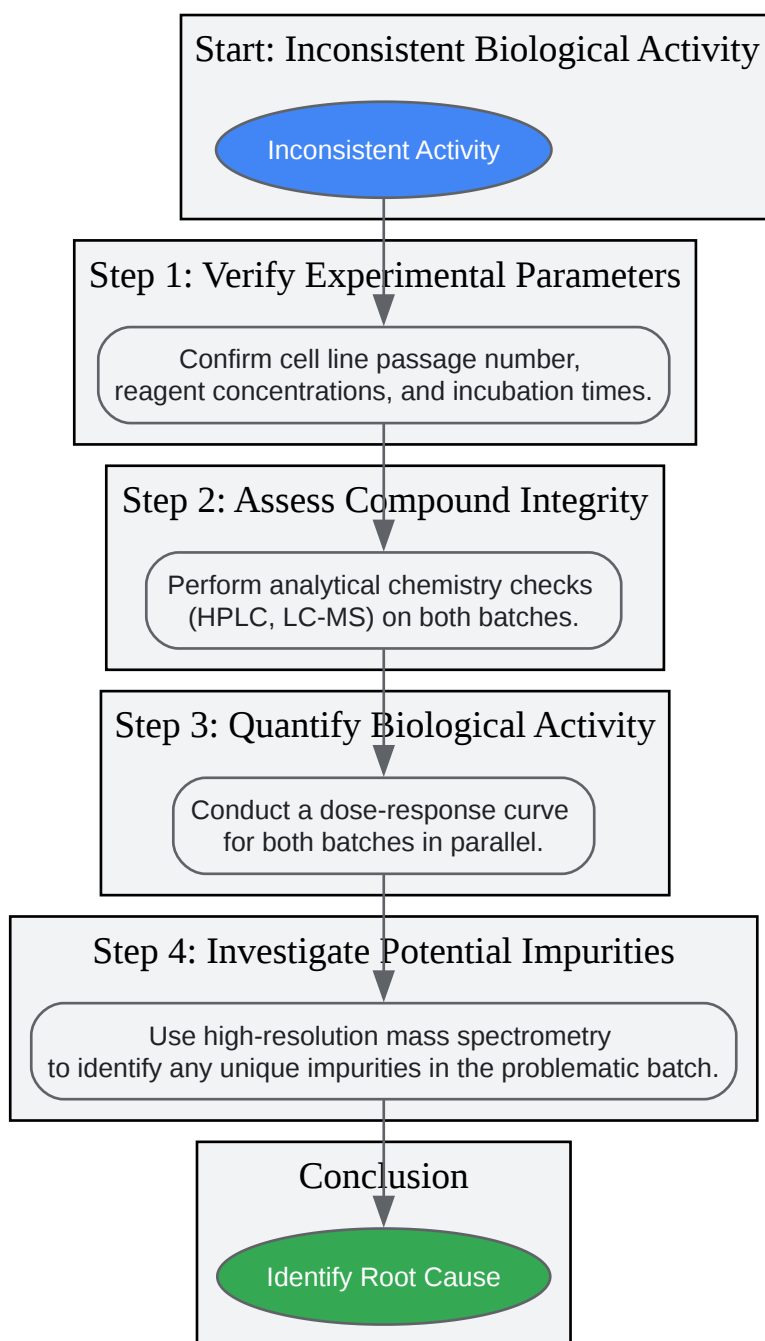 Start: Inconsistent Biological Activity
Inconsistent Activity
Step 1: Verify Experimental Parameters
Confirm cell line passage number,
reagent concentrations, and incubation times.
Step 2: Assess Compound Integrity
Perform analytical chemistry checks
(HPLC, LC-MS) on both batches.
Step 3: Quantify Biological Activity
Conduct a dose-response curve
for both batches in parallel.
Step 4: Investigate Potential Impurities
Use high-resolution mass spectrometry
to identify any unique impurities in the problematic batch.
Conclusion
Identify Root Cause